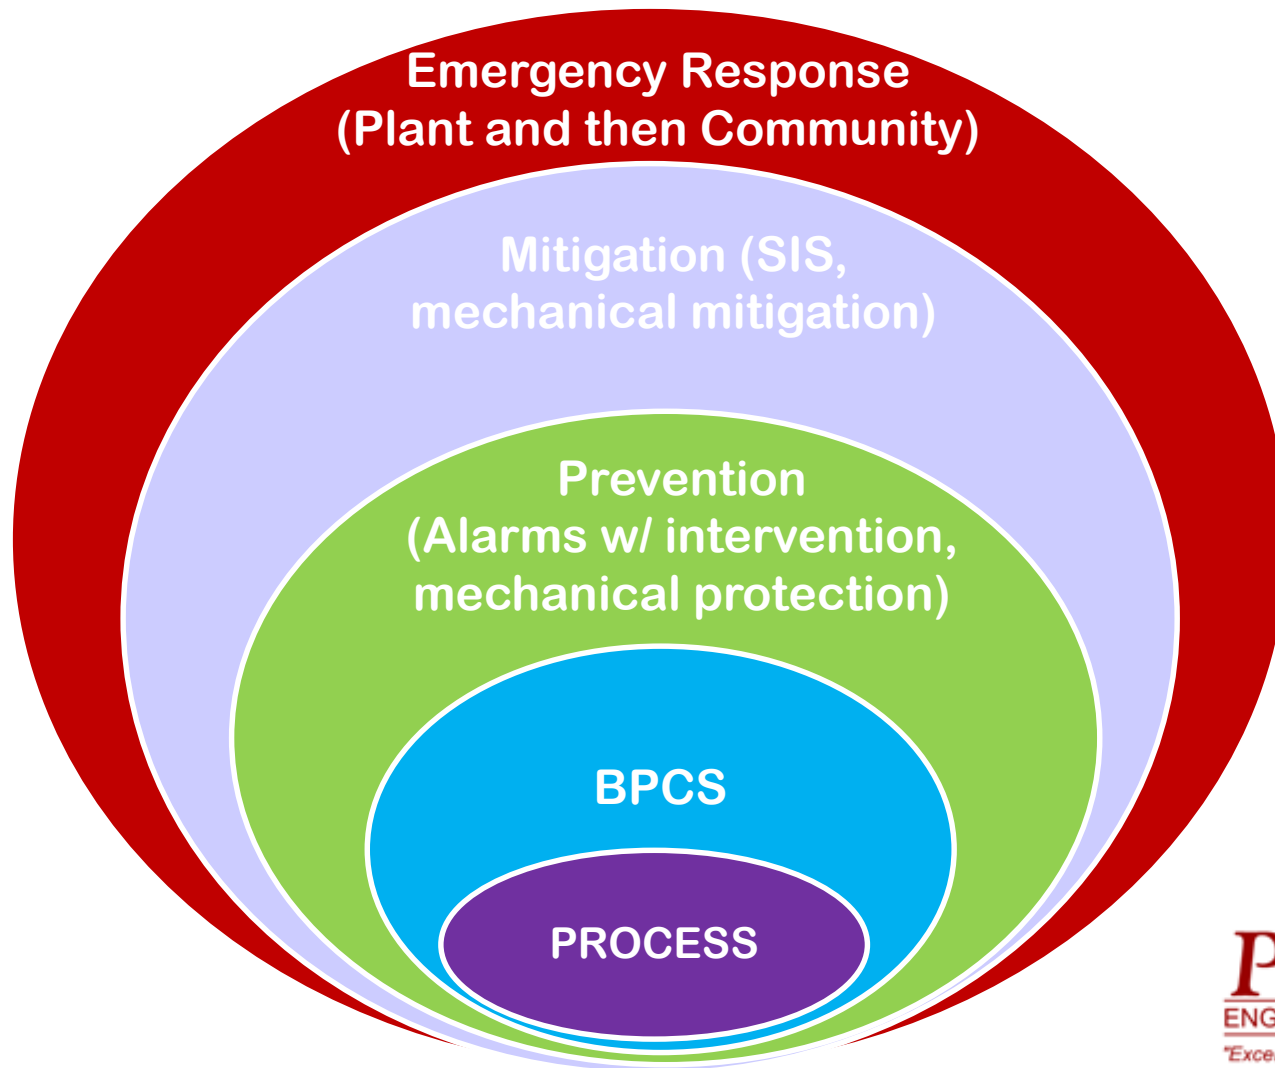 Emergency Response
(Plant and then Community)
Mitigation (SIS,
mechanical mitigation)
Prevention
(Alarms w/ intervention,
mechanical protection)
BPCS
PROCESS